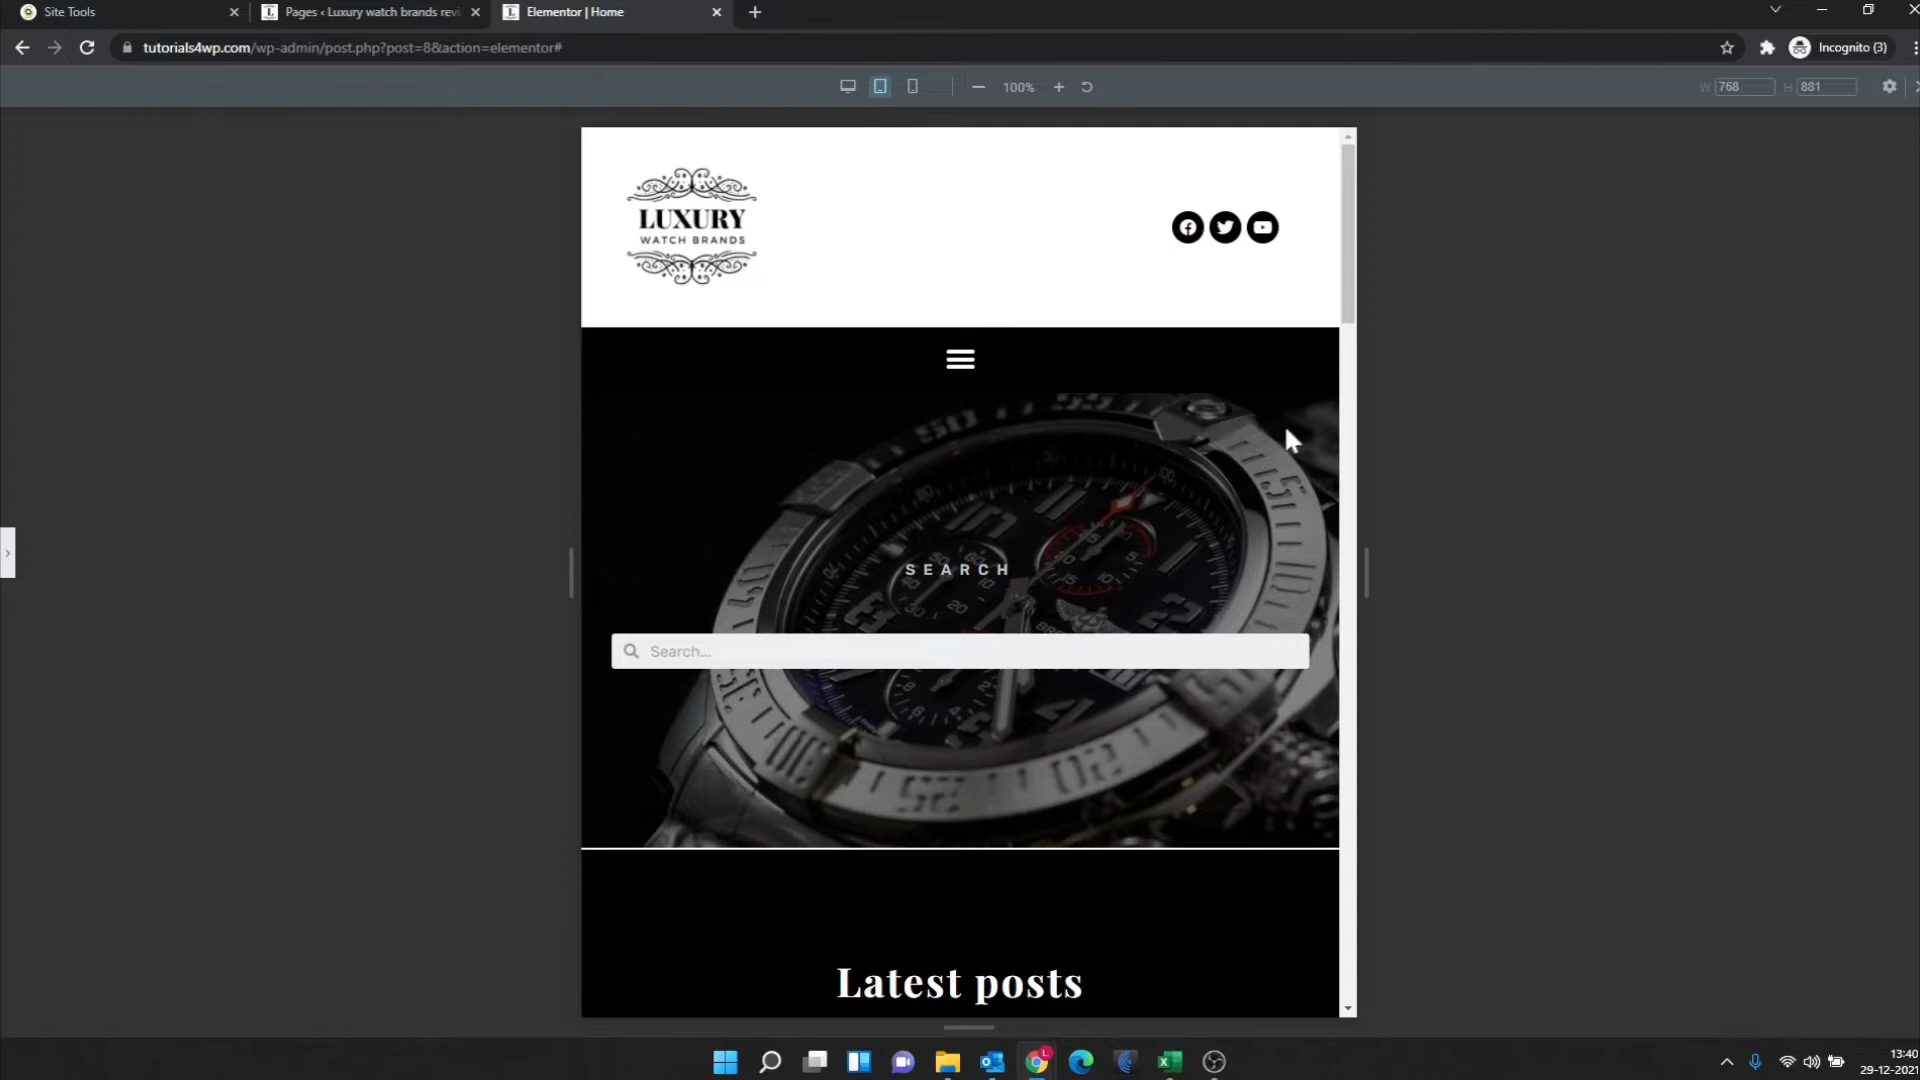 Site Tools
Pages ‹ Luxury watch brands revi
Elementor | Home
tutorials4wp.com/wp-admin/post.php?post=8&action=elementor#
Incognito (3)
100%
W 768 H 881
LUXURY
WATCH BRANDS
SEARCH
Search...
Latest posts
13:40
29-12-2021